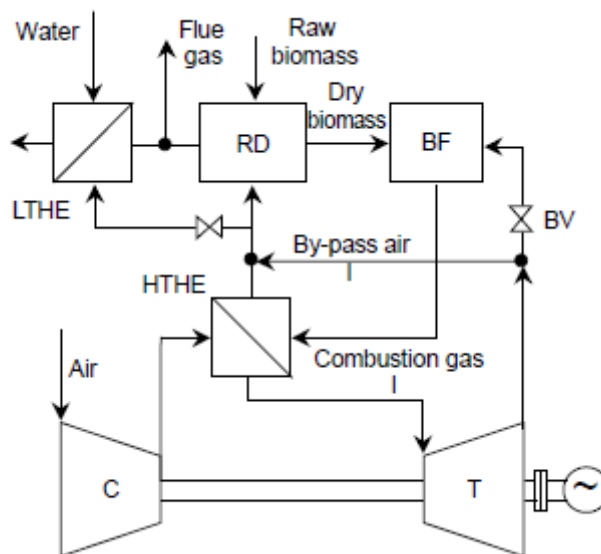 Water
Flue
gas
Raw
biomass
Dry
biomass
RD
BF
LTHE
BV
By-pass air
HTHE
Combustion gas
Air
C
T
~